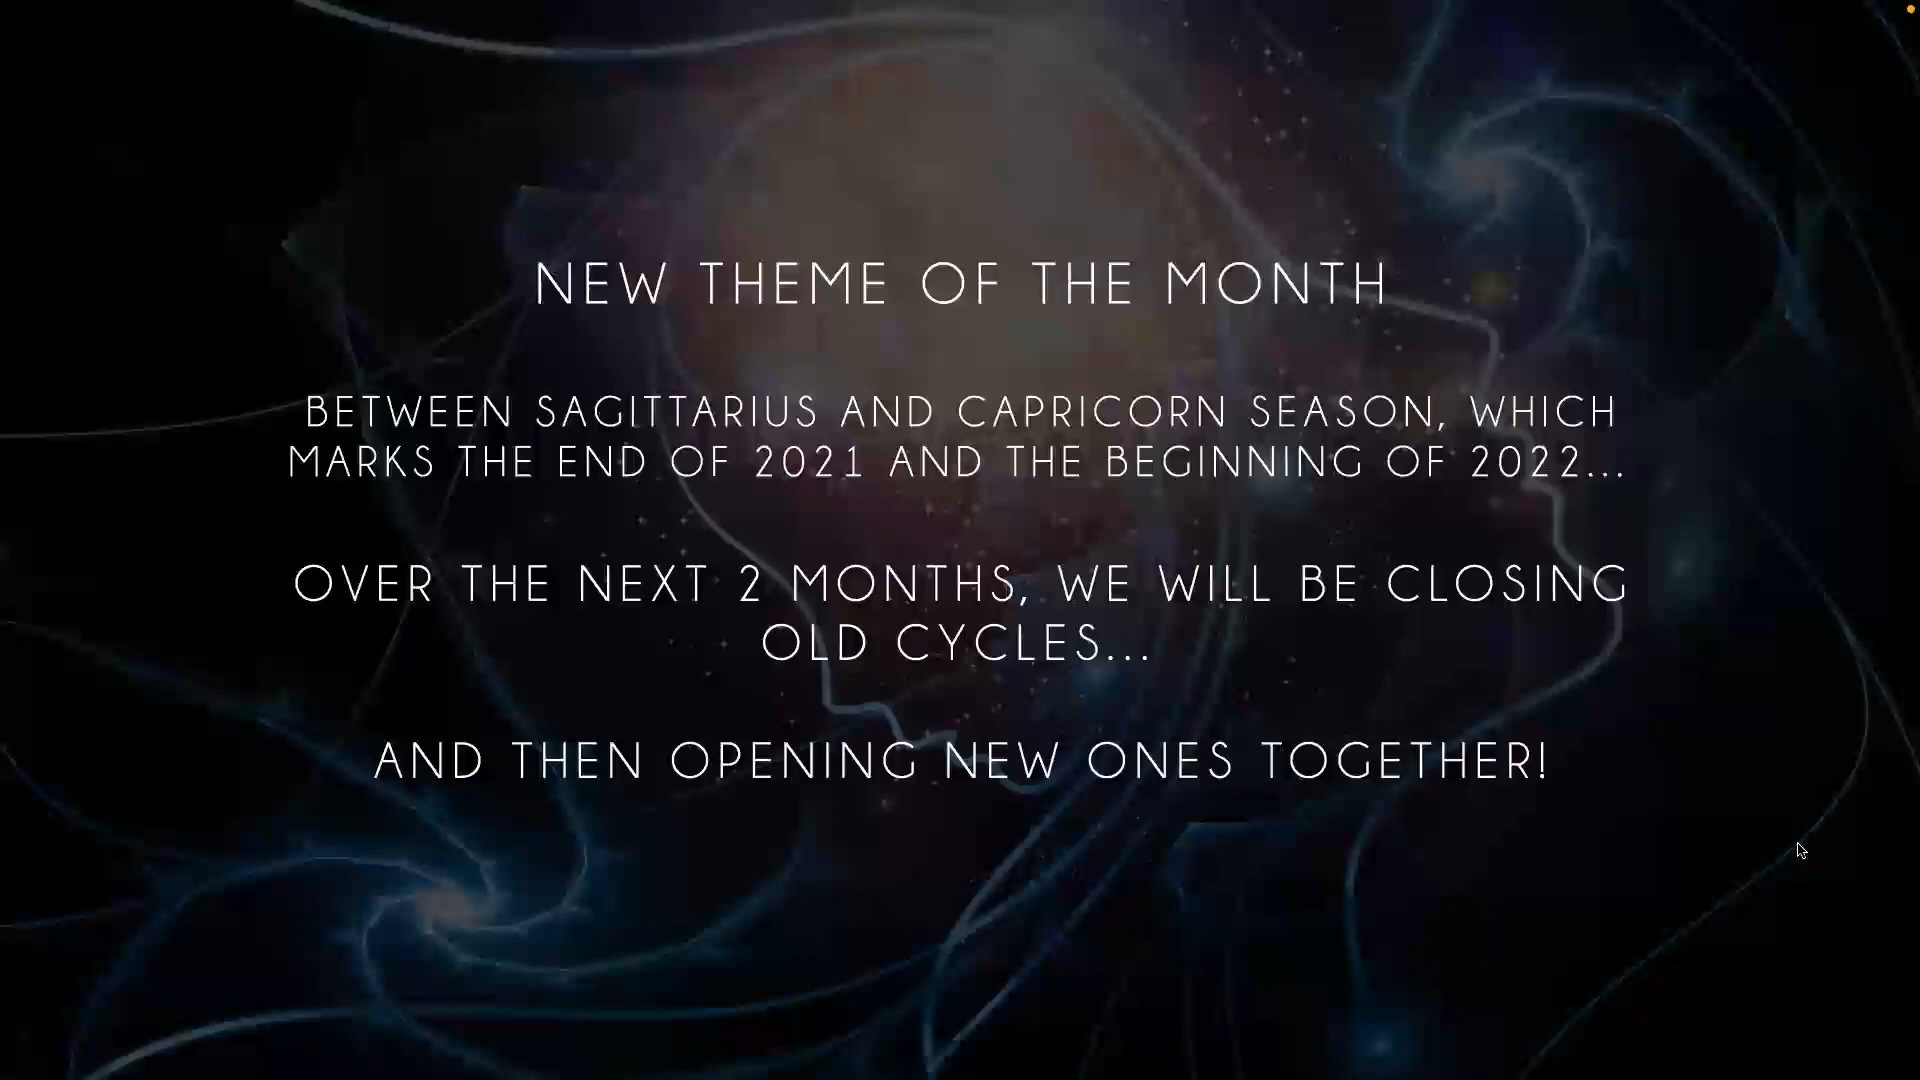 NEW THEME OF THE MONTH
BETWEEN SAGITTARIUS AND CAPRICORN SEASON, WHICH
MARKS THE END OF 2021 AND THE BEGINNING OF 2022...
OVER THE NEXT 2 MONTHS, WE WILL BE CLOSING
OLD CYCLES...
AND THEN OPENING NEW ONES TOGETHER!